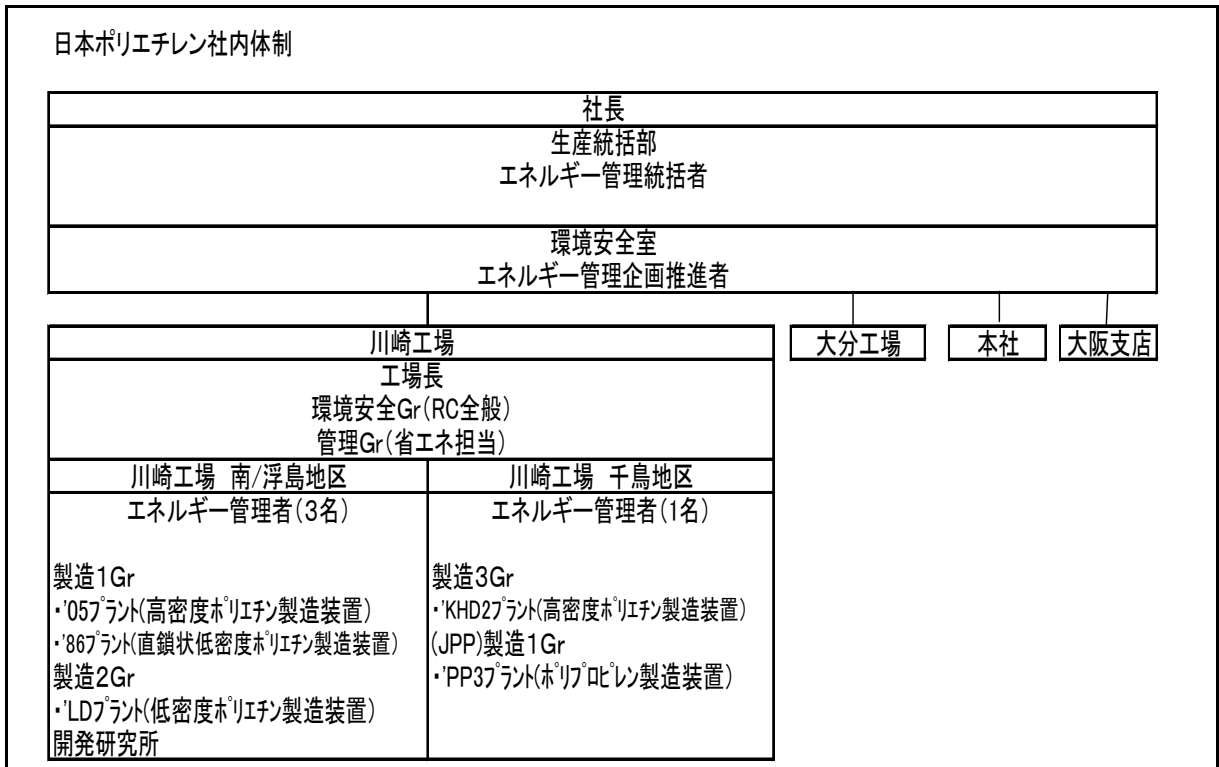 日本ポリエチレン社内体制
社長
生産統括部
エネルギー管理統括者
環境安全室
エネルギー管理企画推進者
川崎工場
大分工場
本社
大阪支店
工場長
環境安全Gr(RC全般)
管理Gr(省エネ担当)
川崎工場 南/浮島地区
エネルギー管理者(3名)
製造1Gr
・'05プラント(高密度ポリエチン製造装置)
・'86プラント(直鎖状低密度ポリエチン製造装置)
製造2Gr
・'LDプラント(低密度ポリエチン製造装置)
開発研究所
川崎工場 千鳥地区
エネルギー管理者(1名)
製造3Gr
・'KHD2プラント(高密度ポリエチン製造装置)
(JPP)製造1Gr
・'PP3プラント(ポリプロピレン製造装置)